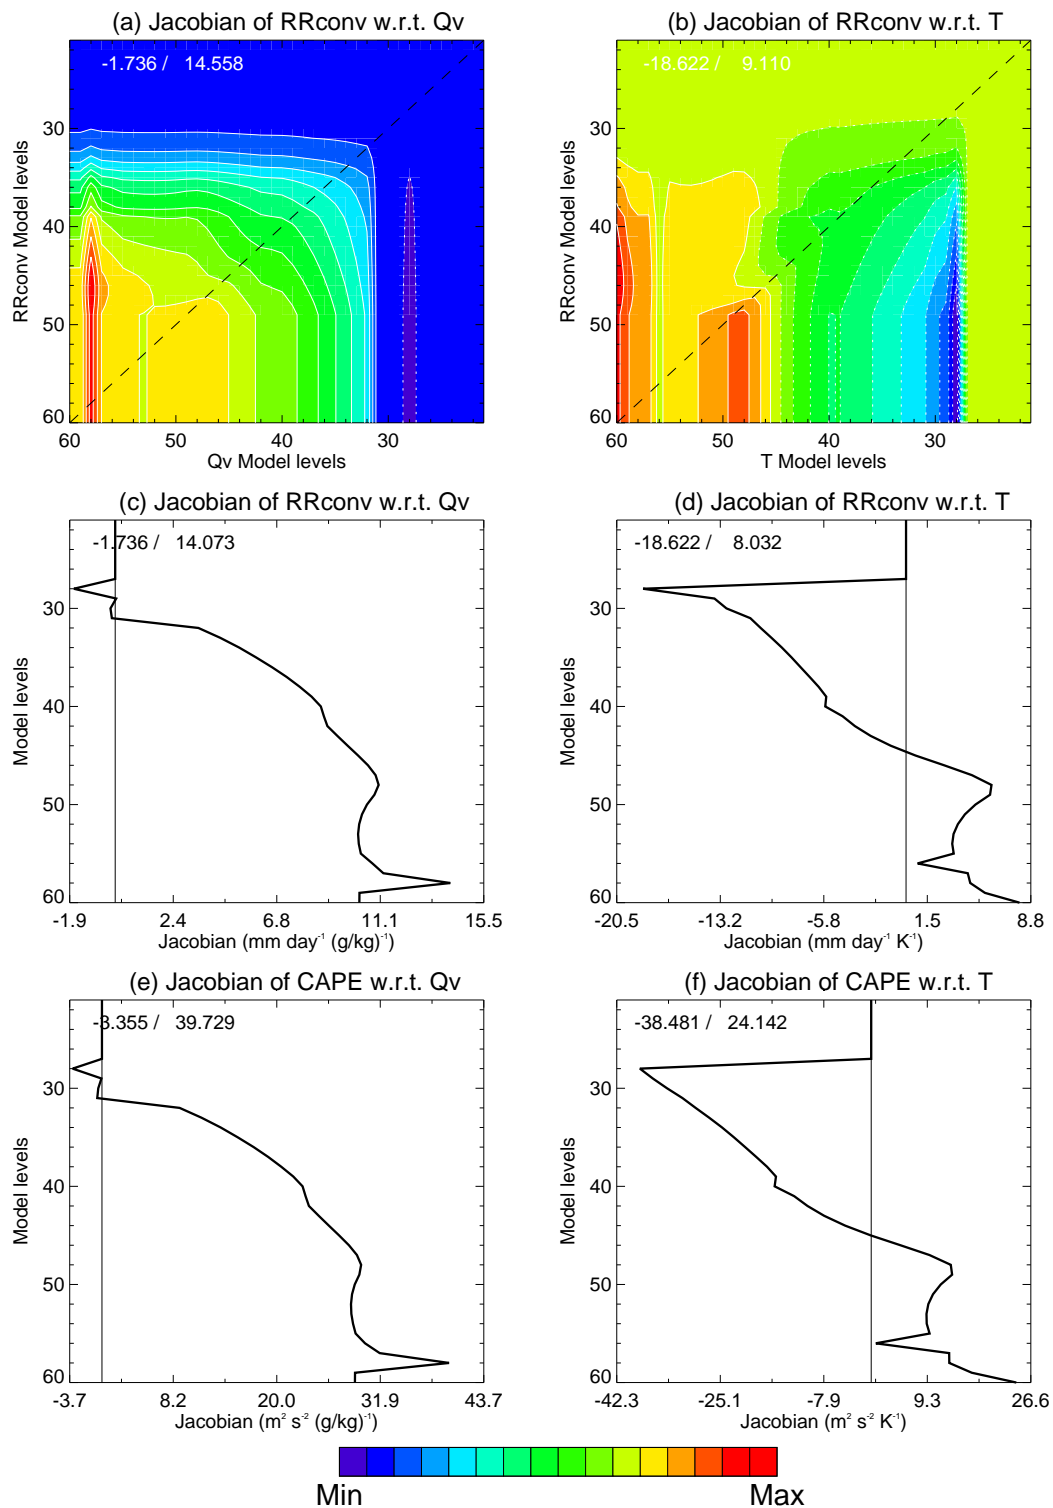 (a) Jacobian of RRconv w.r.t. Qv
-1.736 / 14.558
RRconv Model levels
30
40
50
60
60 50 40 30
Qv Model levels
(b) Jacobian of RRconv w.r.t. T
-18.622 / 9.110
RRconv Model levels
30
40
50
60
60 50 40 30
T Model levels
(c) Jacobian of RRconv w.r.t. Qv
-1.736 / 14.073
Model levels
30
40
50
60
-1.9 2.4 6.8 11.1 15.5
Jacobian (mm day⁻¹ (g/kg)⁻¹)
(d) Jacobian of RRconv w.r.t. T
-18.622 / 8.032
Model levels
30
40
50
60
-20.5 -13.2 -5.8 1.5 8.8
Jacobian (mm day⁻¹ K⁻¹)
(e) Jacobian of CAPE w.r.t. Qv
-3.355 / 39.729
Model levels
30
40
50
60
-3.7 8.2 20.0 31.9 43.7
Jacobian (m² s⁻² (g/kg)⁻¹)
(f) Jacobian of CAPE w.r.t. T
-38.481 / 24.142
Model levels
30
40
50
60
-42.3 -25.1 -7.9 9.3 26.6
Jacobian (m² s⁻² K⁻¹)
Min Max